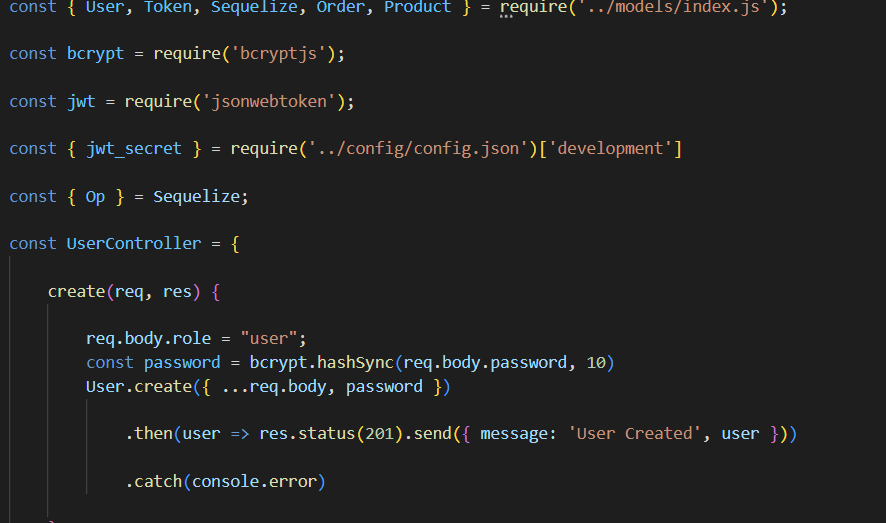 const { User, Token, Sequelize, Order, Product } = require('../models/index.js');
const bcrypt = require('bcryptjs');
const jwt = require('jsonwebtoken');
const { jwt_secret } = require('../config/config.json')['development']
const { Op } = Sequelize;
const UserController = {
create(req, res) {
req.body.role = "user";
const password = bcrypt.hashSync(req.body.password, 10)
User.create({ ...req.body, password })
.then(user => res.status(201).send({ message: 'User Created', user }))
.catch(console.error)